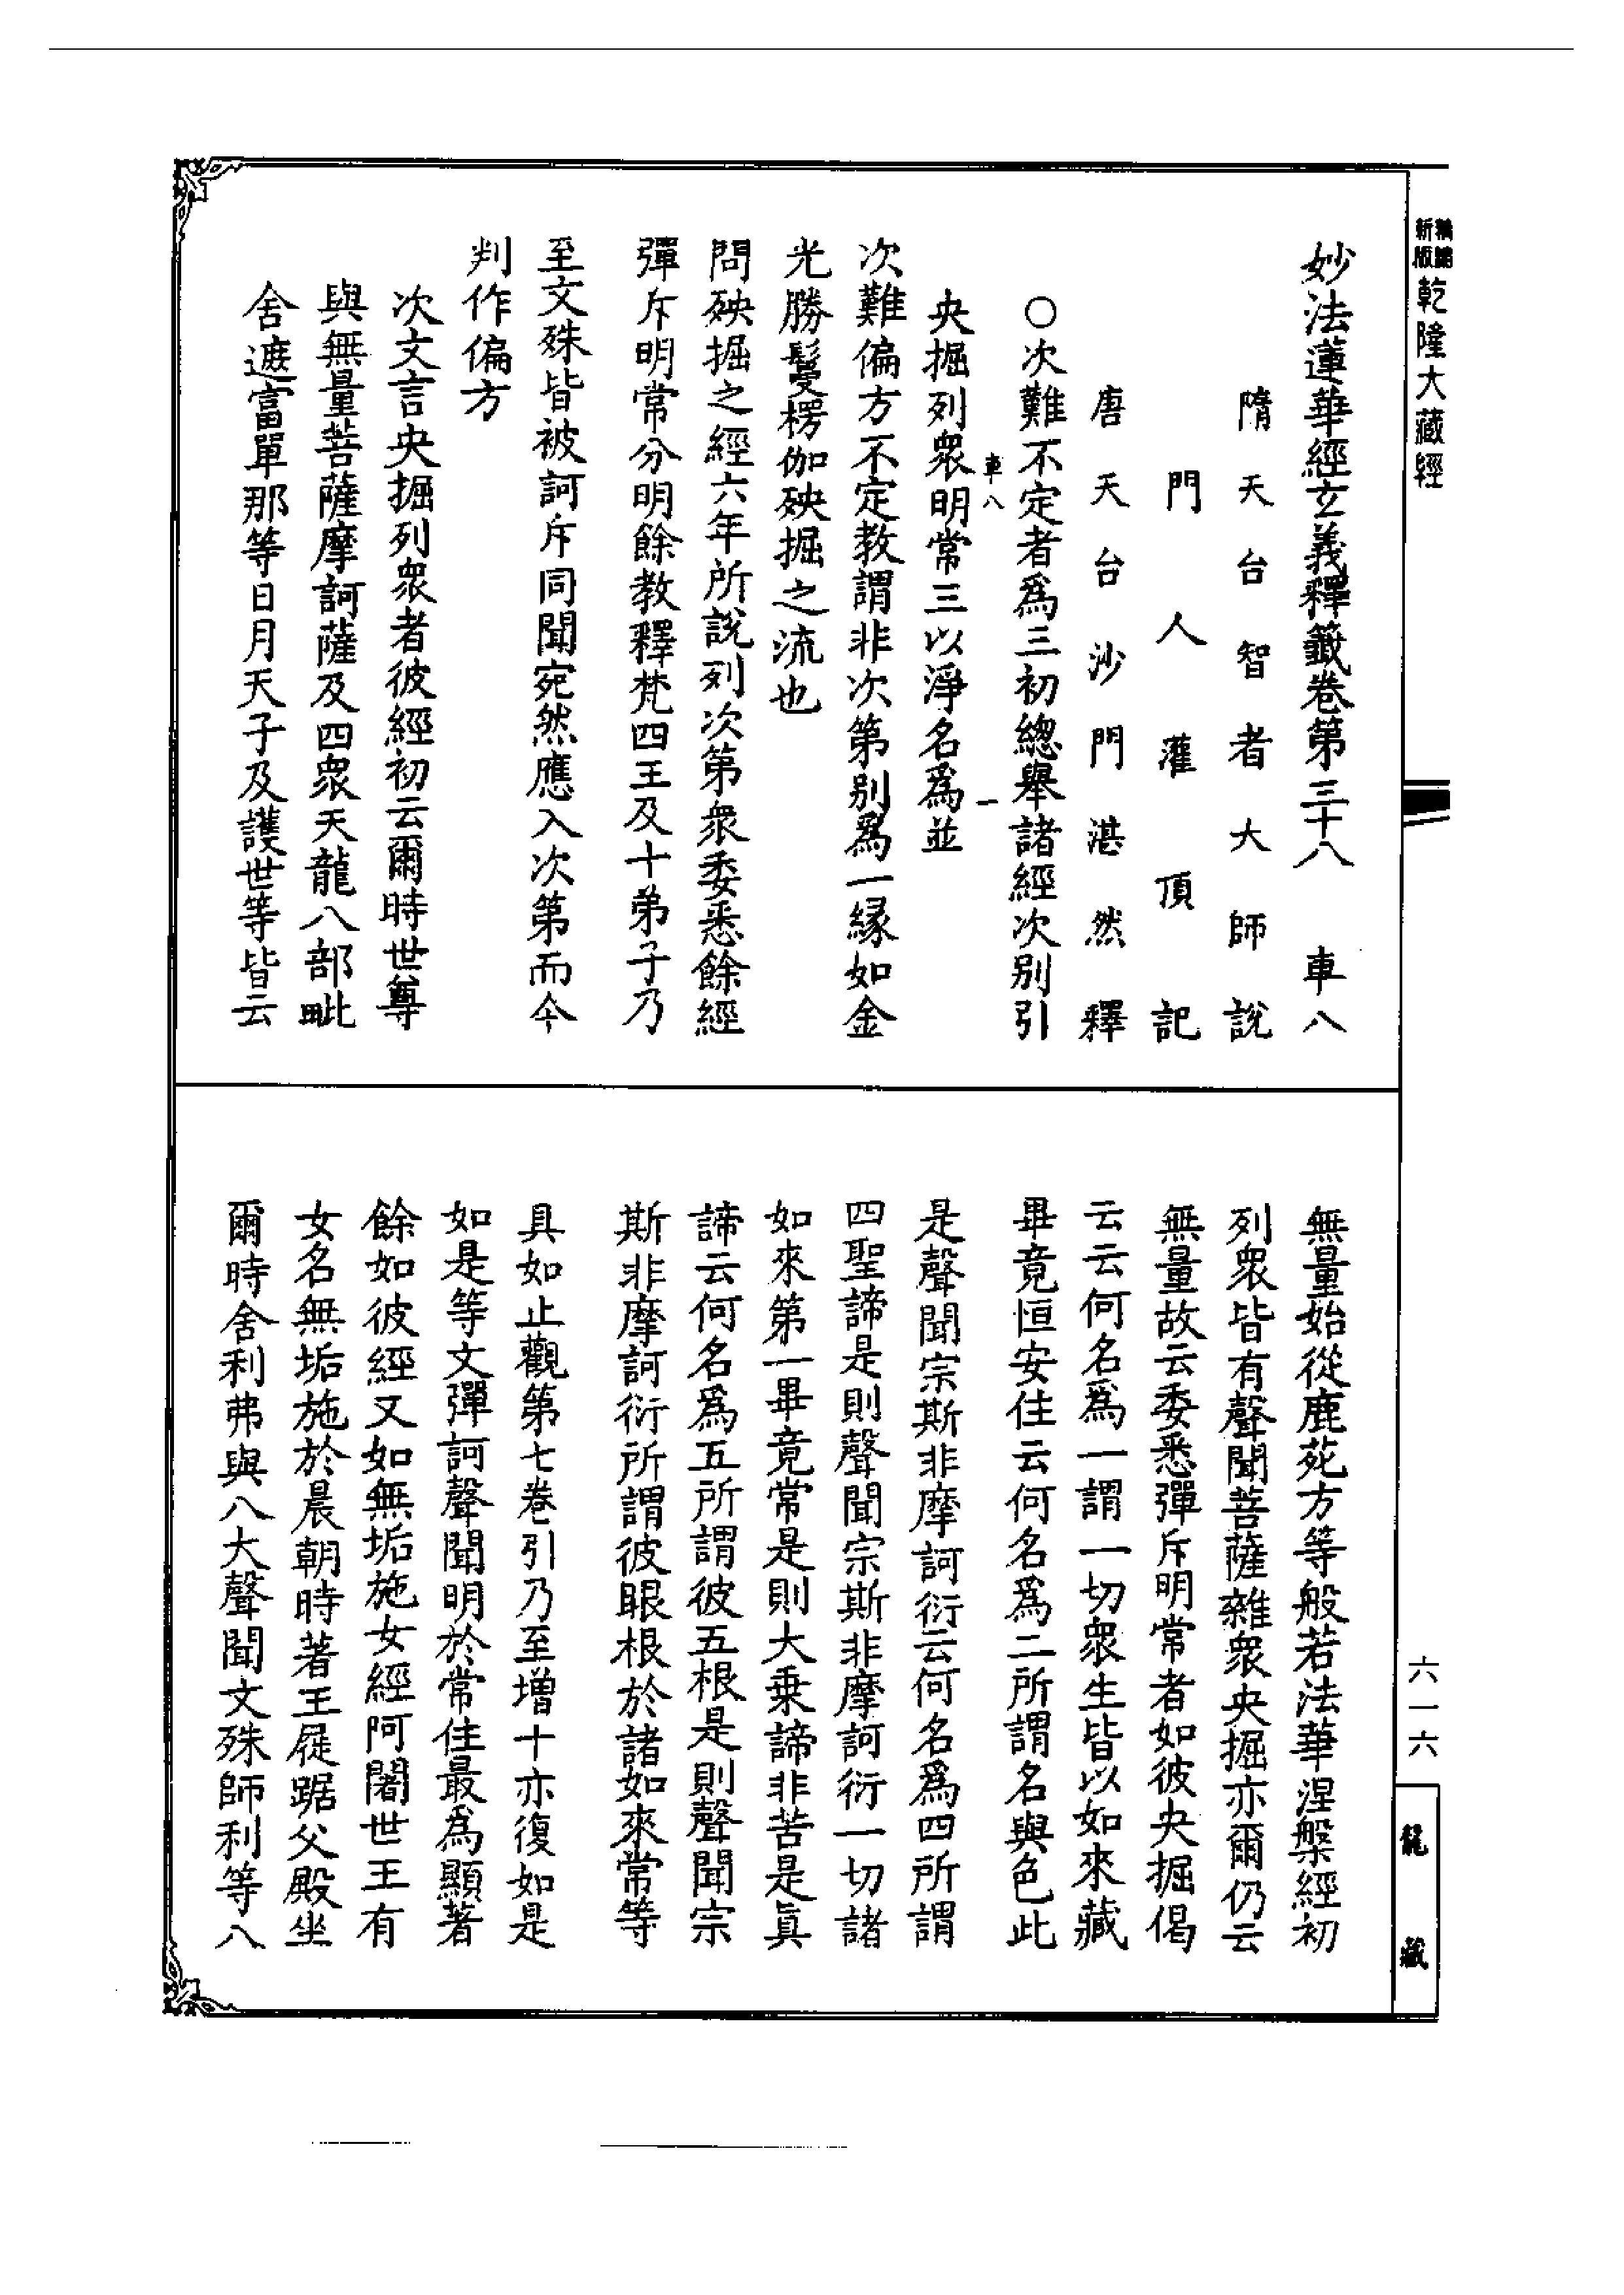 新版精編乾隆大藏經
妙法蓮華經玄義釋籤卷第三十八　車八
隋天台智者大師說
門人灌頂記
唐天台沙門湛然釋
○次難不定者爲三初總舉諸經次別引
車八　一
央掘列衆明常三以淨名爲並
次難偏方不定教謂非次第別爲一緣如金
光勝鬘楞伽殃掘之流也
問殃掘之經六年所說列次第衆委悉餘經
彈斥明常分明餘教釋梵四王及十弟子乃
至文殊皆被訶斥同聞宛然應入次第而今
判作偏方
次文言央掘列衆者彼經初云爾時世尊
與無量菩薩摩訶薩及四衆天龍八部毗
舍遮富單那等日月天子及護世等皆云
無量始從鹿苑方等般若法華涅槃經初
列衆皆有聲聞菩薩雜衆央掘亦爾仍云
無量故云委悉彈斥明常者如彼央掘偈
云云何名爲一謂一切衆生皆以如來藏
畢竟恒安住云何名爲二所謂名與色此
是聲聞宗斯非摩訶衍云何名爲四所謂
四聖諦是則聲聞宗斯非摩訶衍一切諸
如來第一畢竟常是則大乘諦非苦是眞
諦云何名爲五所謂彼五根是則聲聞宗
斯非摩訶衍所謂彼眼根於諸如來常等
具如止觀第七卷引乃至增十亦復如是
如是等文彈訶聲聞明於常住最爲顯著
餘如彼經又如無垢施女經阿闍世王有
女名無垢施於晨朝時著王屣踞父殿坐
爾時舍利弗與八大聲聞文殊師利等八
六一六
龍藏